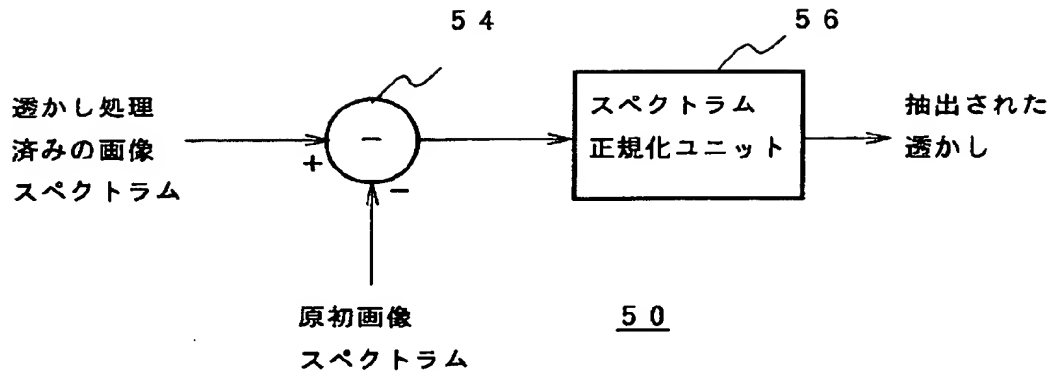 54
56
透かし処理
済みの画像
スペクトラム
+
−
−
スペクトラム
正規化ユニット
抽出された
透かし
原初画像
スペクトラム
50